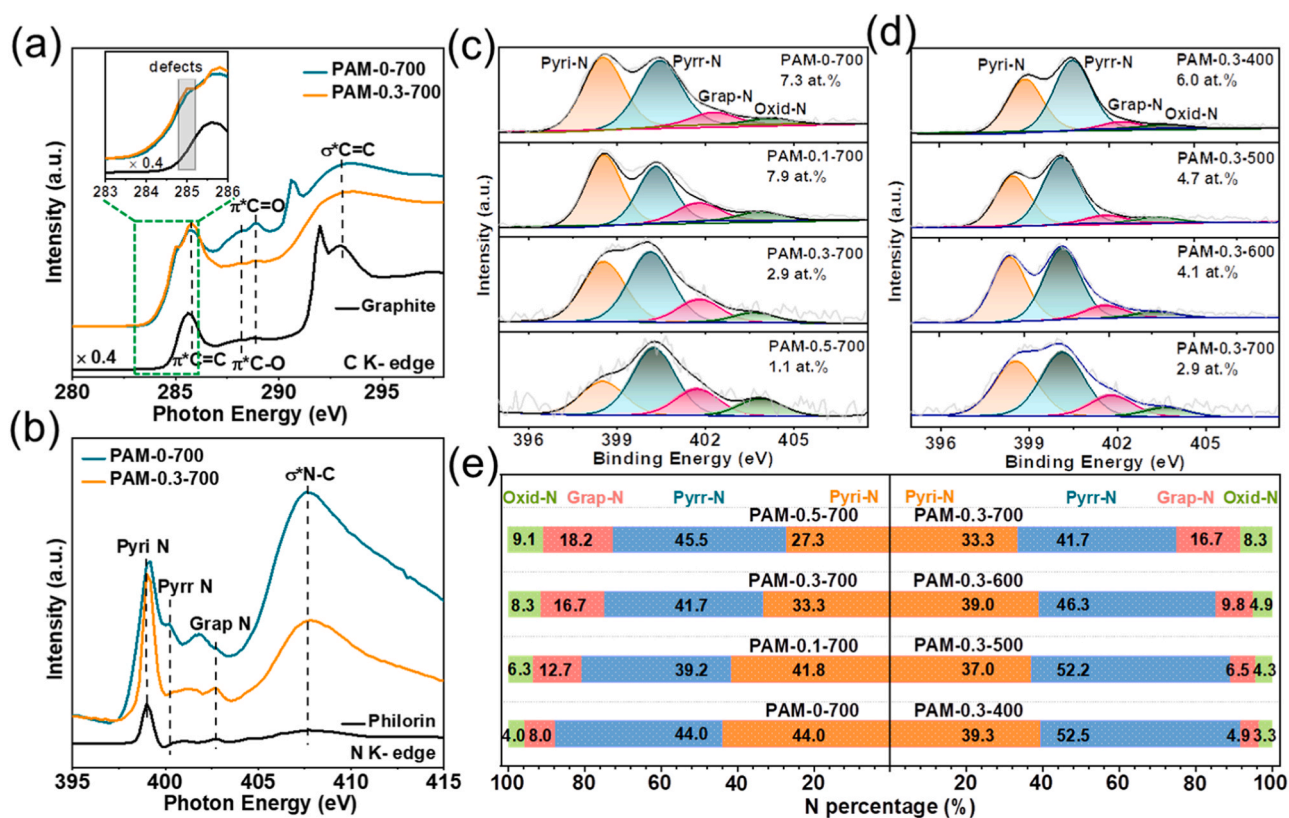 (a)
defects
× 0.4
283 284 285 286
PAM-0-700
PAM-0.3-700
σ*C=C
π*C=O
Graphite
× 0.4
π*C=C
π*C-O
C K- edge
280 285 290 295
Photon Energy (eV)
Intensity (a.u.)
(b)
PAM-0-700
PAM-0.3-700
σ*N-C
Pyri N
Pyrr N
Grap N
Philorin
N K- edge
395 400 405 410 415
Photon Energy (eV)
Intensity (a.u.)
(c)
Pyri-N
Pyrr-N
Grap-N
Oxid-N
PAM-0-700
7.3 at.%
PAM-0.1-700
7.9 at.%
PAM-0.3-700
2.9 at.%
PAM-0.5-700
1.1 at.%
396 399 402 405
Binding Energy (eV)
Intensity (a.u.)
(d)
Pyri-N
Pyrr-N
Grap-N
Oxid-N
PAM-0.3-400
6.0 at.%
PAM-0.3-500
4.7 at.%
PAM-0.3-600
4.1 at.%
PAM-0.3-700
2.9 at.%
396 399 402 405
Binding Energy (eV)
Intensity (a.u.)
(e)
Oxid-N Grap-N Pyrr-N Pyri-N Pyri-N Pyrr-N Grap-N Oxid-N
PAM-0.5-700 PAM-0.3-700
9.1 18.2 45.5 27.3 33.3 41.7 16.7 8.3
PAM-0.3-700 PAM-0.3-600
8.3 16.7 41.7 33.3 39.0 46.3 9.8 4.9
PAM-0.1-700 PAM-0.3-500
6.3 12.7 39.2 41.8 37.0 52.2 6.5 4.3
PAM-0-700 PAM-0.3-400
4.0 8.0 44.0 44.0 39.3 52.5 4.9 3.3
100 80 60 40 20 20 40 60 80 100
N percentage (%)